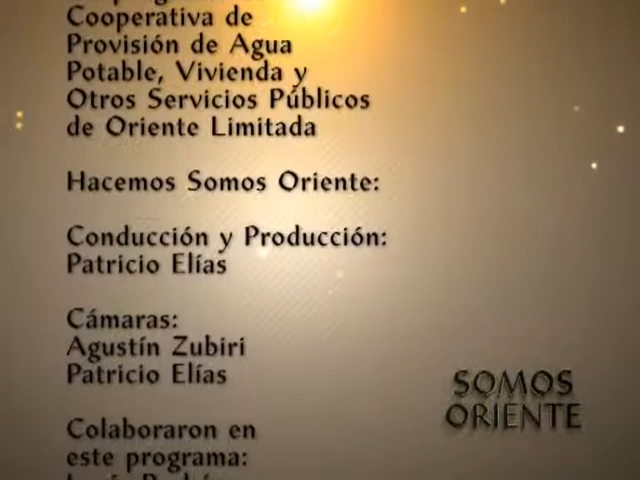 Cooperativa de
Provisión de Agua
Potable, Vivienda y
Otros Servicios Públicos
de Oriente Limitada
Hacemos Somos Oriente:
Conducción y Producción:
Patricio Elías
Cámaras:
Agustín Zubiri
Patricio Elías
Colaboraron en
este programa:
SOMOS
ORIENTE